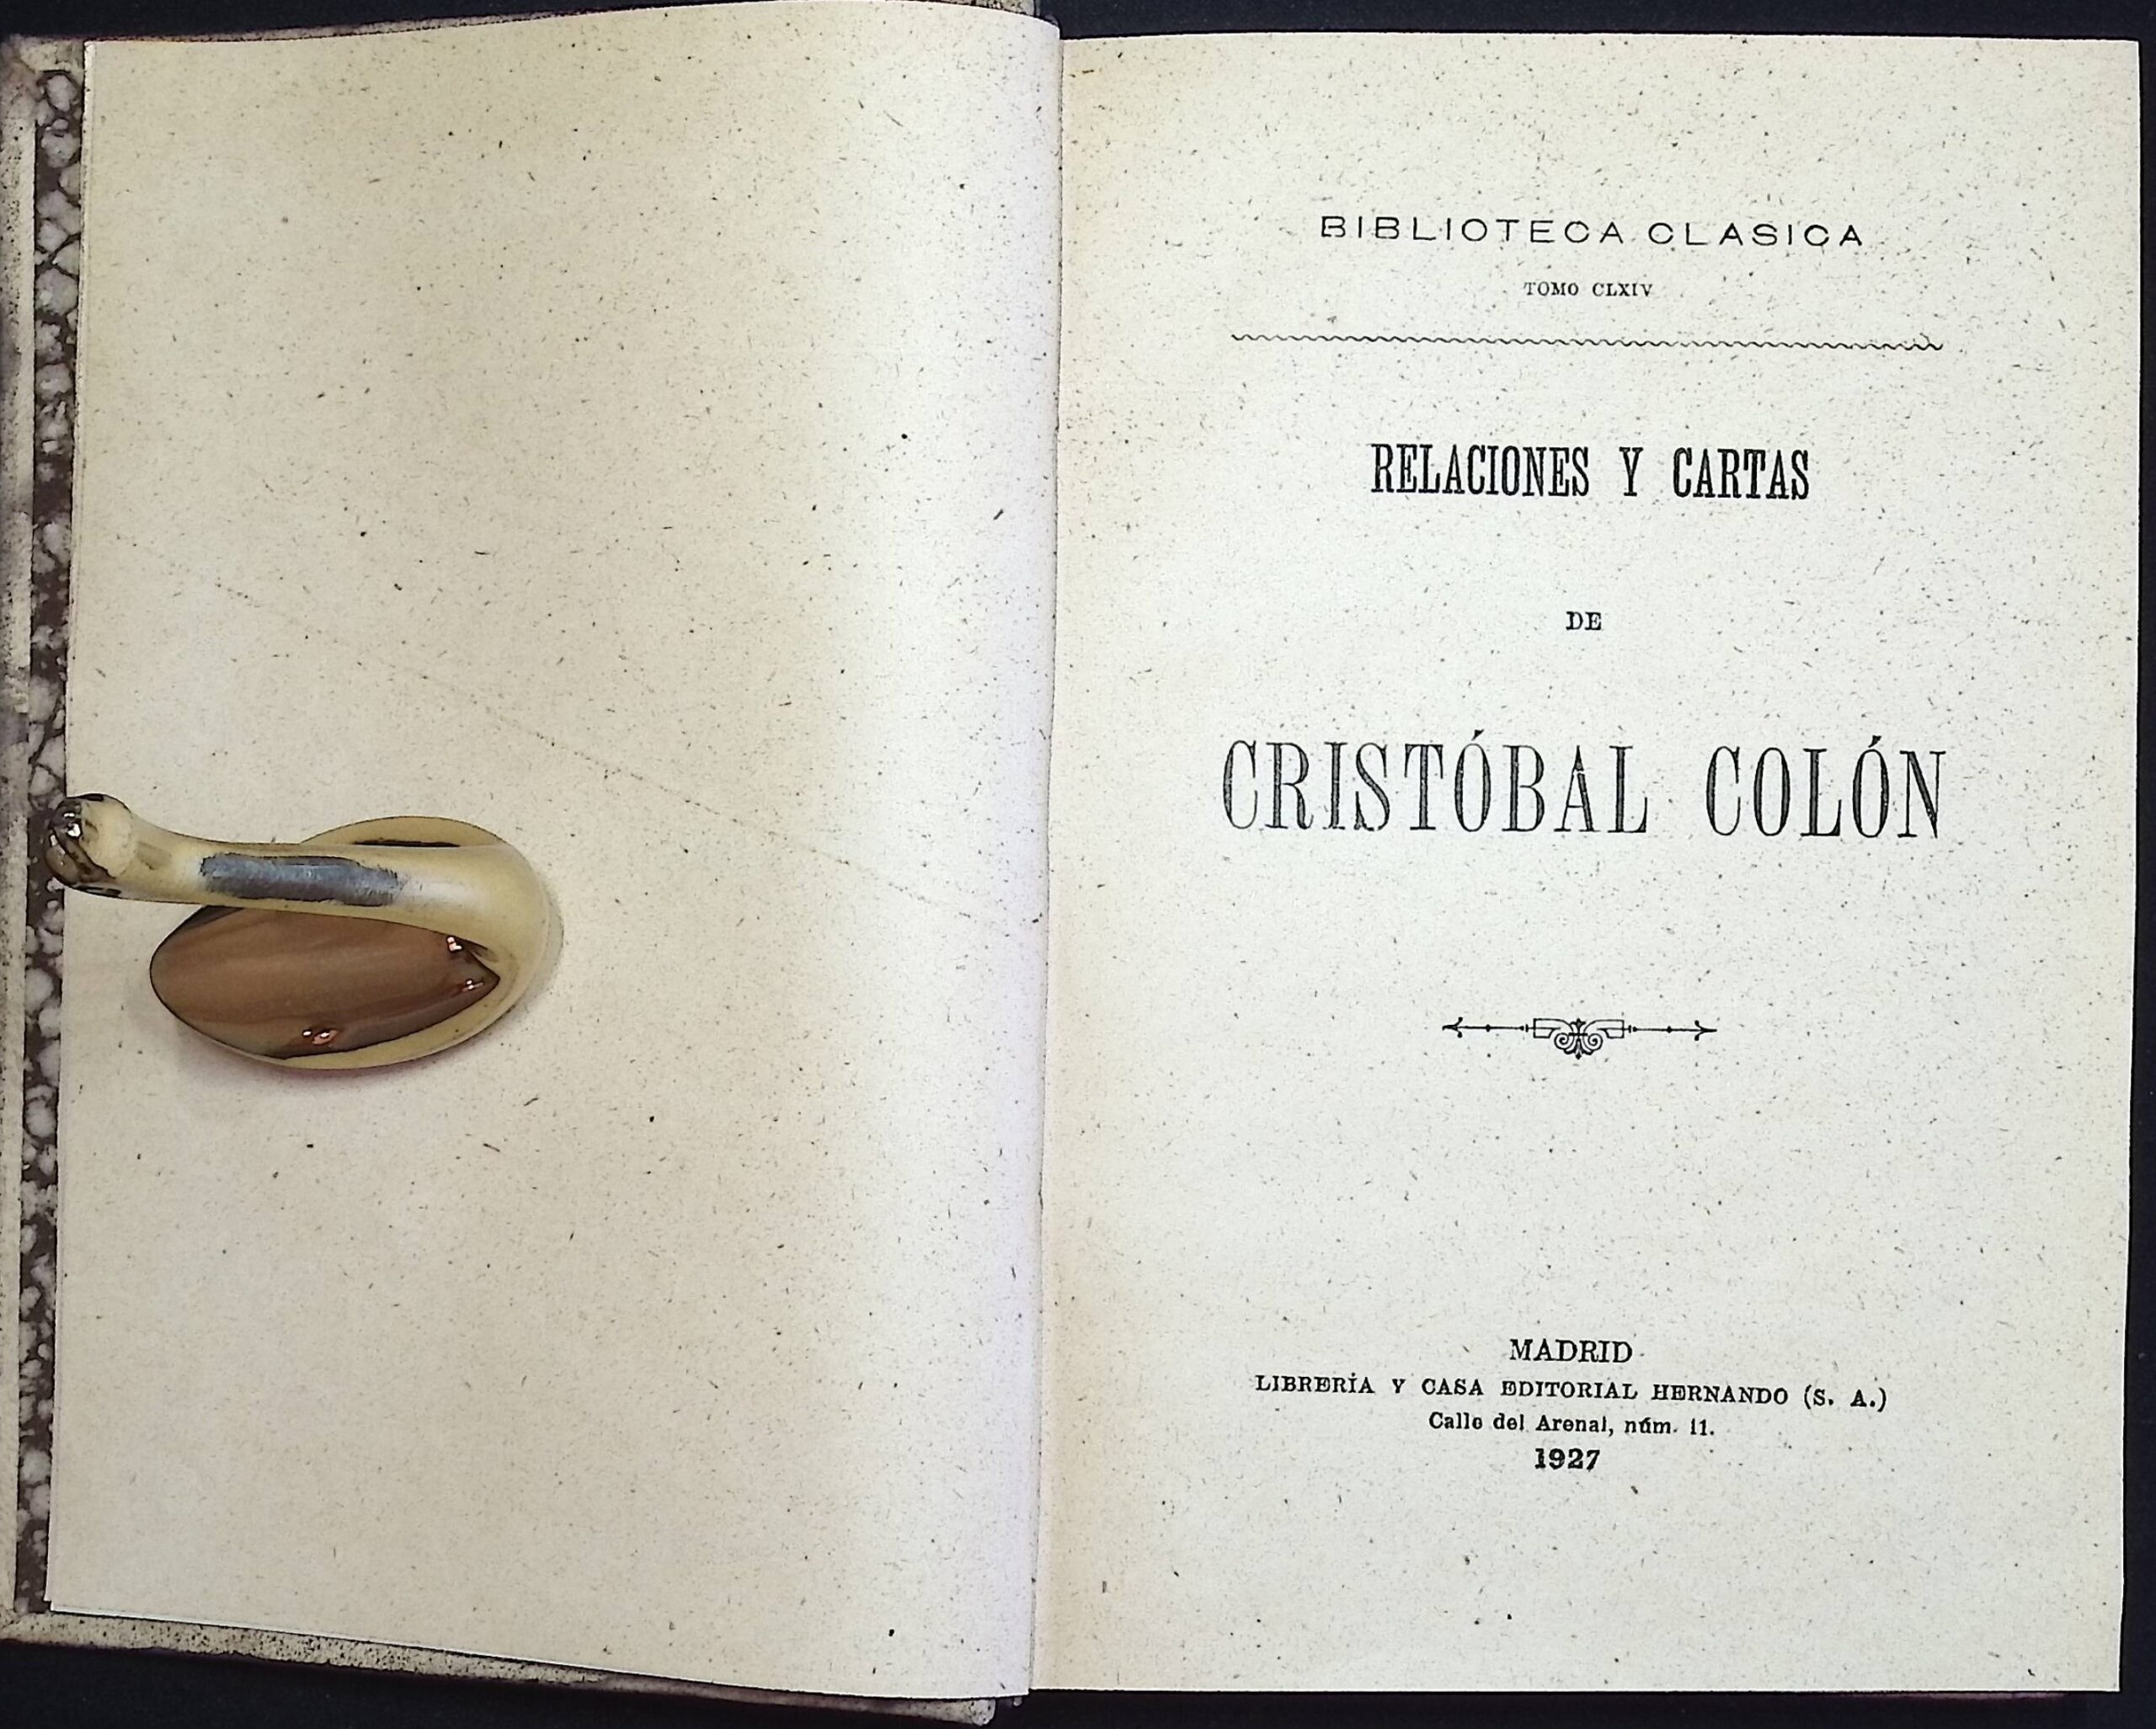 BIBLIOTECA CLASICA
TOMO CLXIV
RELACIONES Y CARTAS
DE
CRISTÓBAL COLÓN
MADRID
LIBRERÍA Y CASA EDITORIAL HERNANDO (S. A.)
Calle del Arenal, núm. 11.
1927